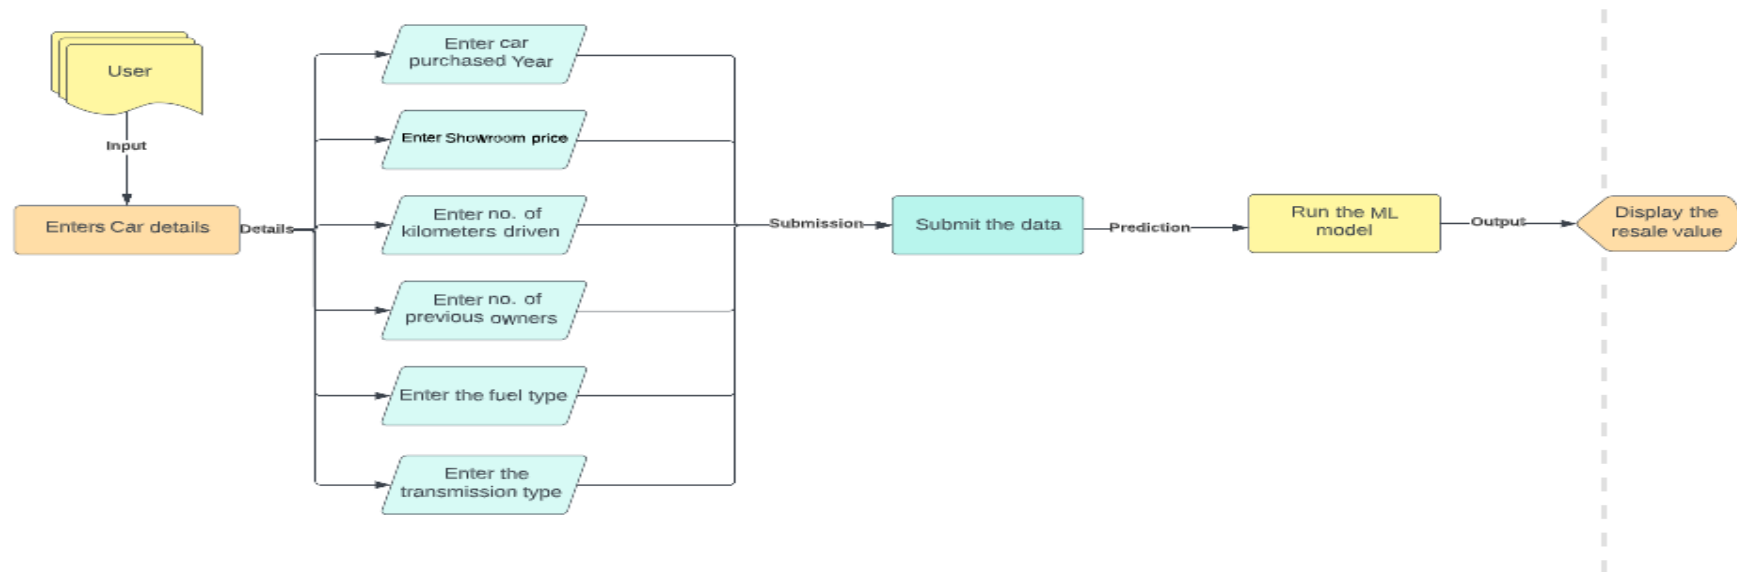 User
Input
Enters Car details
Details
Enter car
purchased Year
Enter Showroom price
Enter no. of
kilometers driven
Enter no. of
previous owners
Enter the fuel type
Enter the
transmission type
Submission
Submit the data
Prediction
Run the ML
model
Output
Display the
resale value